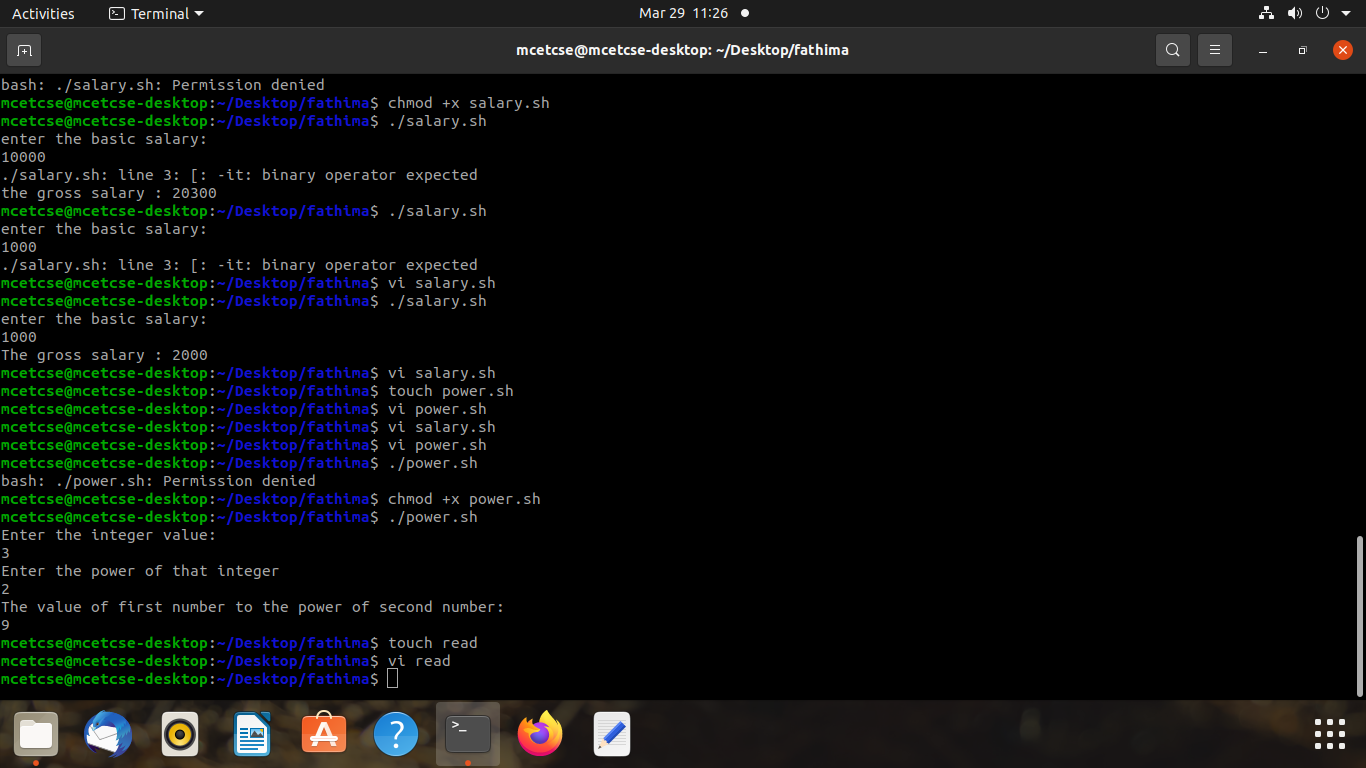 Activities
Terminal
Mar 29 11:26
mcetcse@mcetcse-desktop: ~/Desktop/fathima
bash: ./salary.sh: Permission denied
mcetcse@mcetcse-desktop:~/Desktop/fathima$ chmod +x salary.sh
mcetcse@mcetcse-desktop:~/Desktop/fathima$ ./salary.sh
enter the basic salary:
10000
./salary.sh: line 3: [: -it: binary operator expected
the gross salary : 20300
mcetcse@mcetcse-desktop:~/Desktop/fathima$ ./salary.sh
enter the basic salary:
1000
./salary.sh: line 3: [: -it: binary operator expected
mcetcse@mcetcse-desktop:~/Desktop/fathima$ vi salary.sh
mcetcse@mcetcse-desktop:~/Desktop/fathima$ ./salary.sh
enter the basic salary:
1000
The gross salary : 2000
mcetcse@mcetcse-desktop:~/Desktop/fathima$ vi salary.sh
mcetcse@mcetcse-desktop:~/Desktop/fathima$ touch power.sh
mcetcse@mcetcse-desktop:~/Desktop/fathima$ vi power.sh
mcetcse@mcetcse-desktop:~/Desktop/fathima$ vi salary.sh
mcetcse@mcetcse-desktop:~/Desktop/fathima$ vi power.sh
mcetcse@mcetcse-desktop:~/Desktop/fathima$ ./power.sh
bash: ./power.sh: Permission denied
mcetcse@mcetcse-desktop:~/Desktop/fathima$ chmod +x power.sh
mcetcse@mcetcse-desktop:~/Desktop/fathima$ ./power.sh
Enter the integer value:
3
Enter the power of that integer
2
The value of first number to the power of second number:
9
mcetcse@mcetcse-desktop:~/Desktop/fathima$ touch read
mcetcse@mcetcse-desktop:~/Desktop/fathima$ vi read
mcetcse@mcetcse-desktop:~/Desktop/fathima$